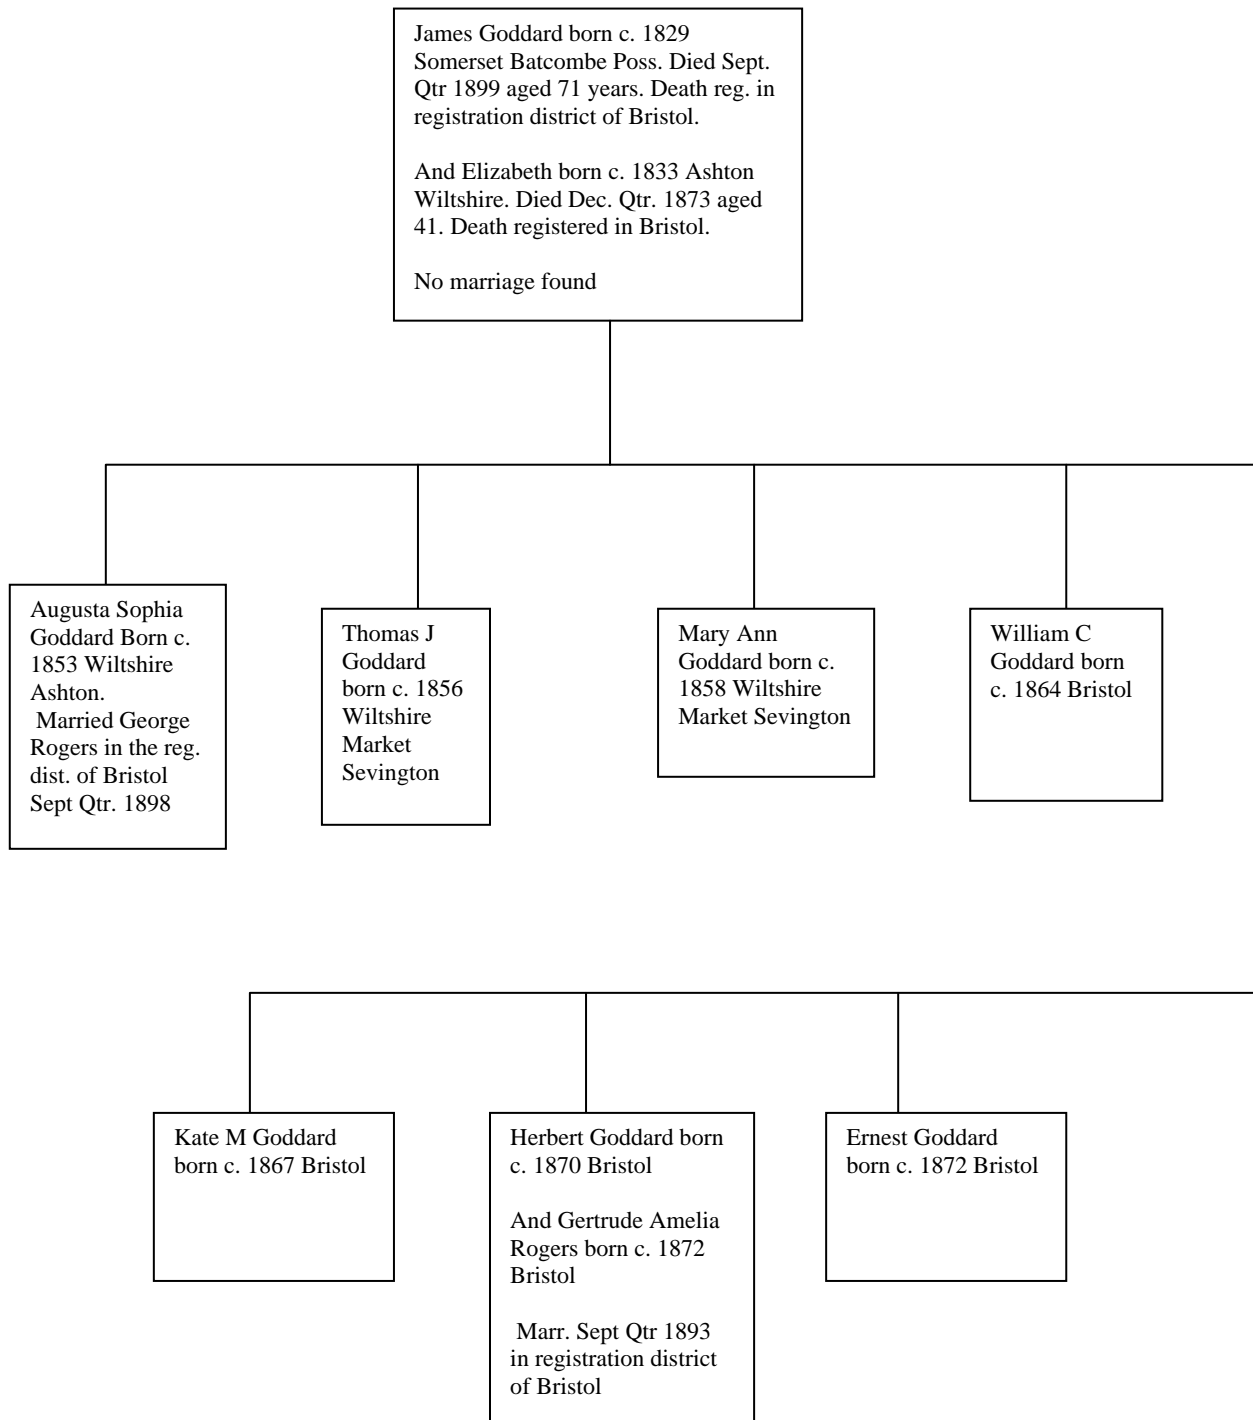 James Goddard born c. 1829
Somerset Batcombe Poss. Died Sept.
Qtr 1899 aged 71 years. Death reg. in
registration district of Bristol.
And Elizabeth born c. 1833 Ashton
Wiltshire. Died Dec. Qtr. 1873 aged
41. Death registered in Bristol.
No marriage found
Augusta Sophia
Goddard Born c.
1853 Wiltshire
Ashton.
Married George
Rogers in the reg.
dist. of Bristol
Sept Qtr. 1898
Thomas J
Goddard
born c. 1856
Wiltshire
Market
Sevington
Mary Ann
Goddard born c.
1858 Wiltshire
Market Sevington
William C
Goddard born
c. 1864 Bristol
Kate M Goddard
born c. 1867 Bristol
Herbert Goddard born
c. 1870 Bristol
And Gertrude Amelia
Rogers born c. 1872
Bristol
Marr. Sept Qtr 1893
in registration district
of Bristol
Ernest Goddard
born c. 1872 Bristol